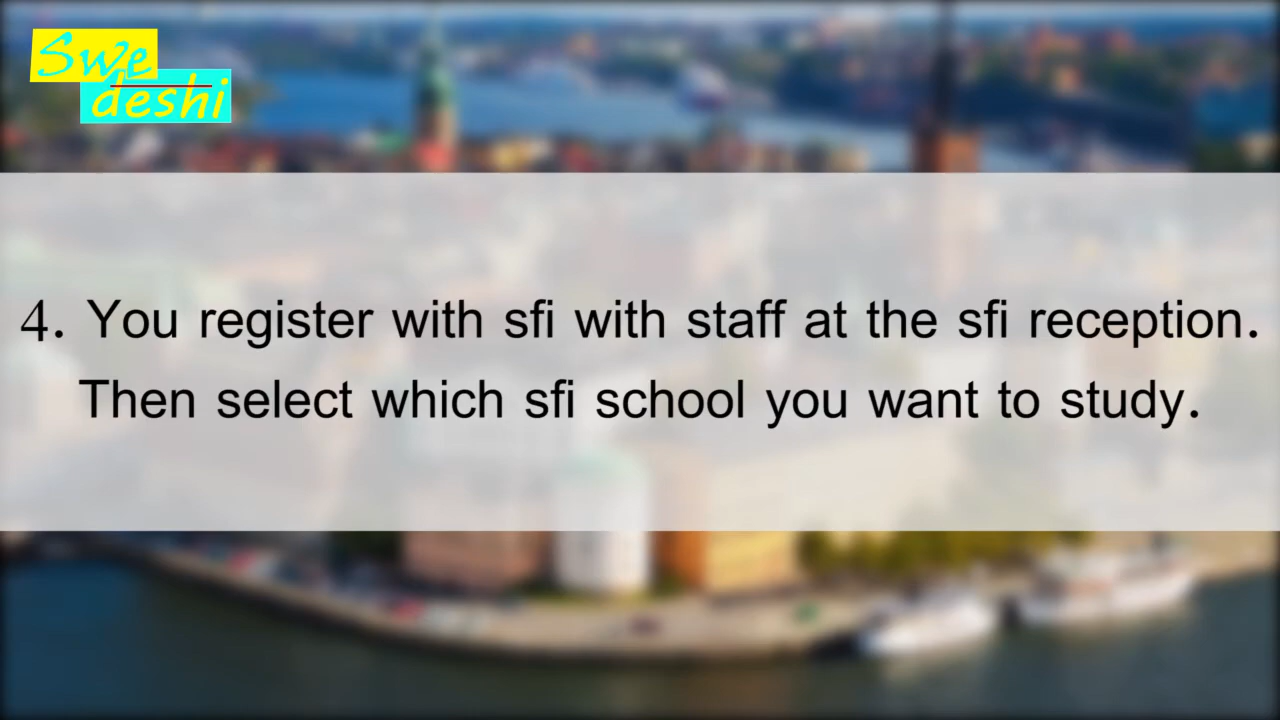 Swe
deshi
4. You register with sfi with staff at the sfi reception.
Then select which sfi school you want to study.